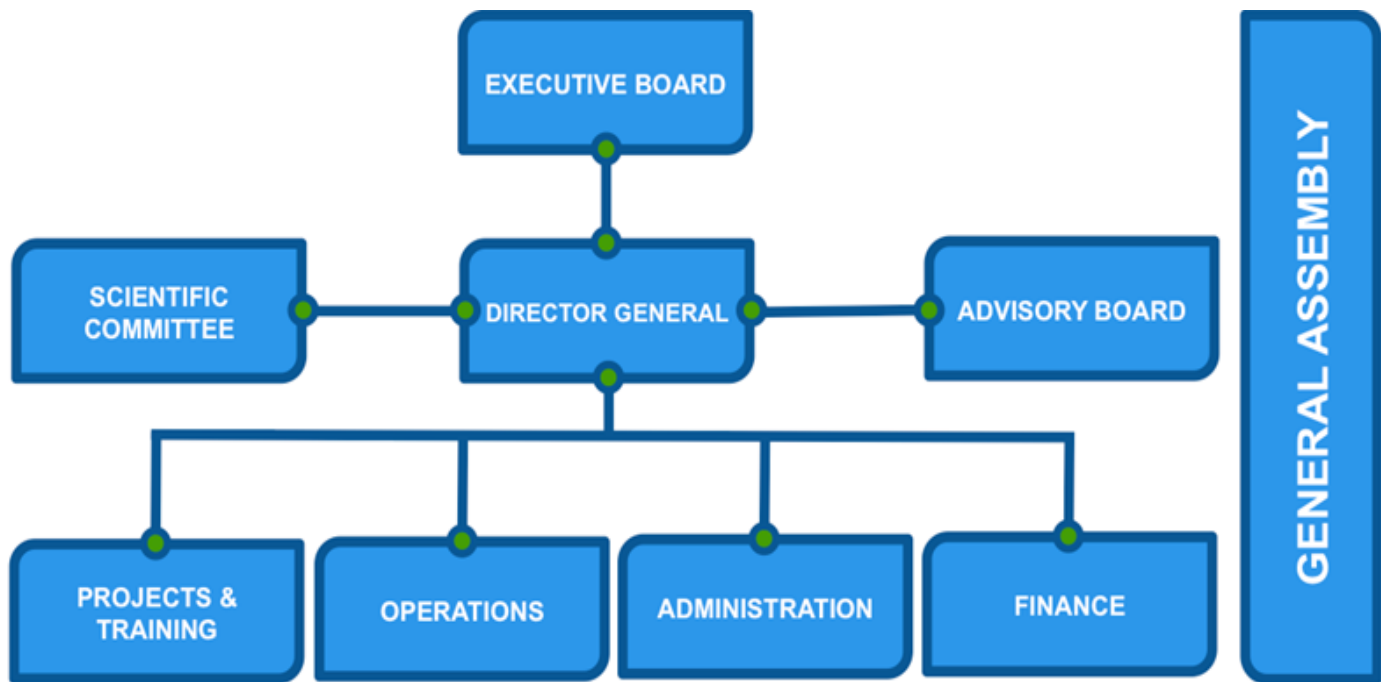 EXECUTIVE BOARD
SCIENTIFIC
COMMITTEE
DIRECTOR GENERAL
ADVISORY BOARD
PROJECTS &
TRAINING
OPERATIONS
ADMINISTRATION
FINANCE
GENERAL ASSEMBLY